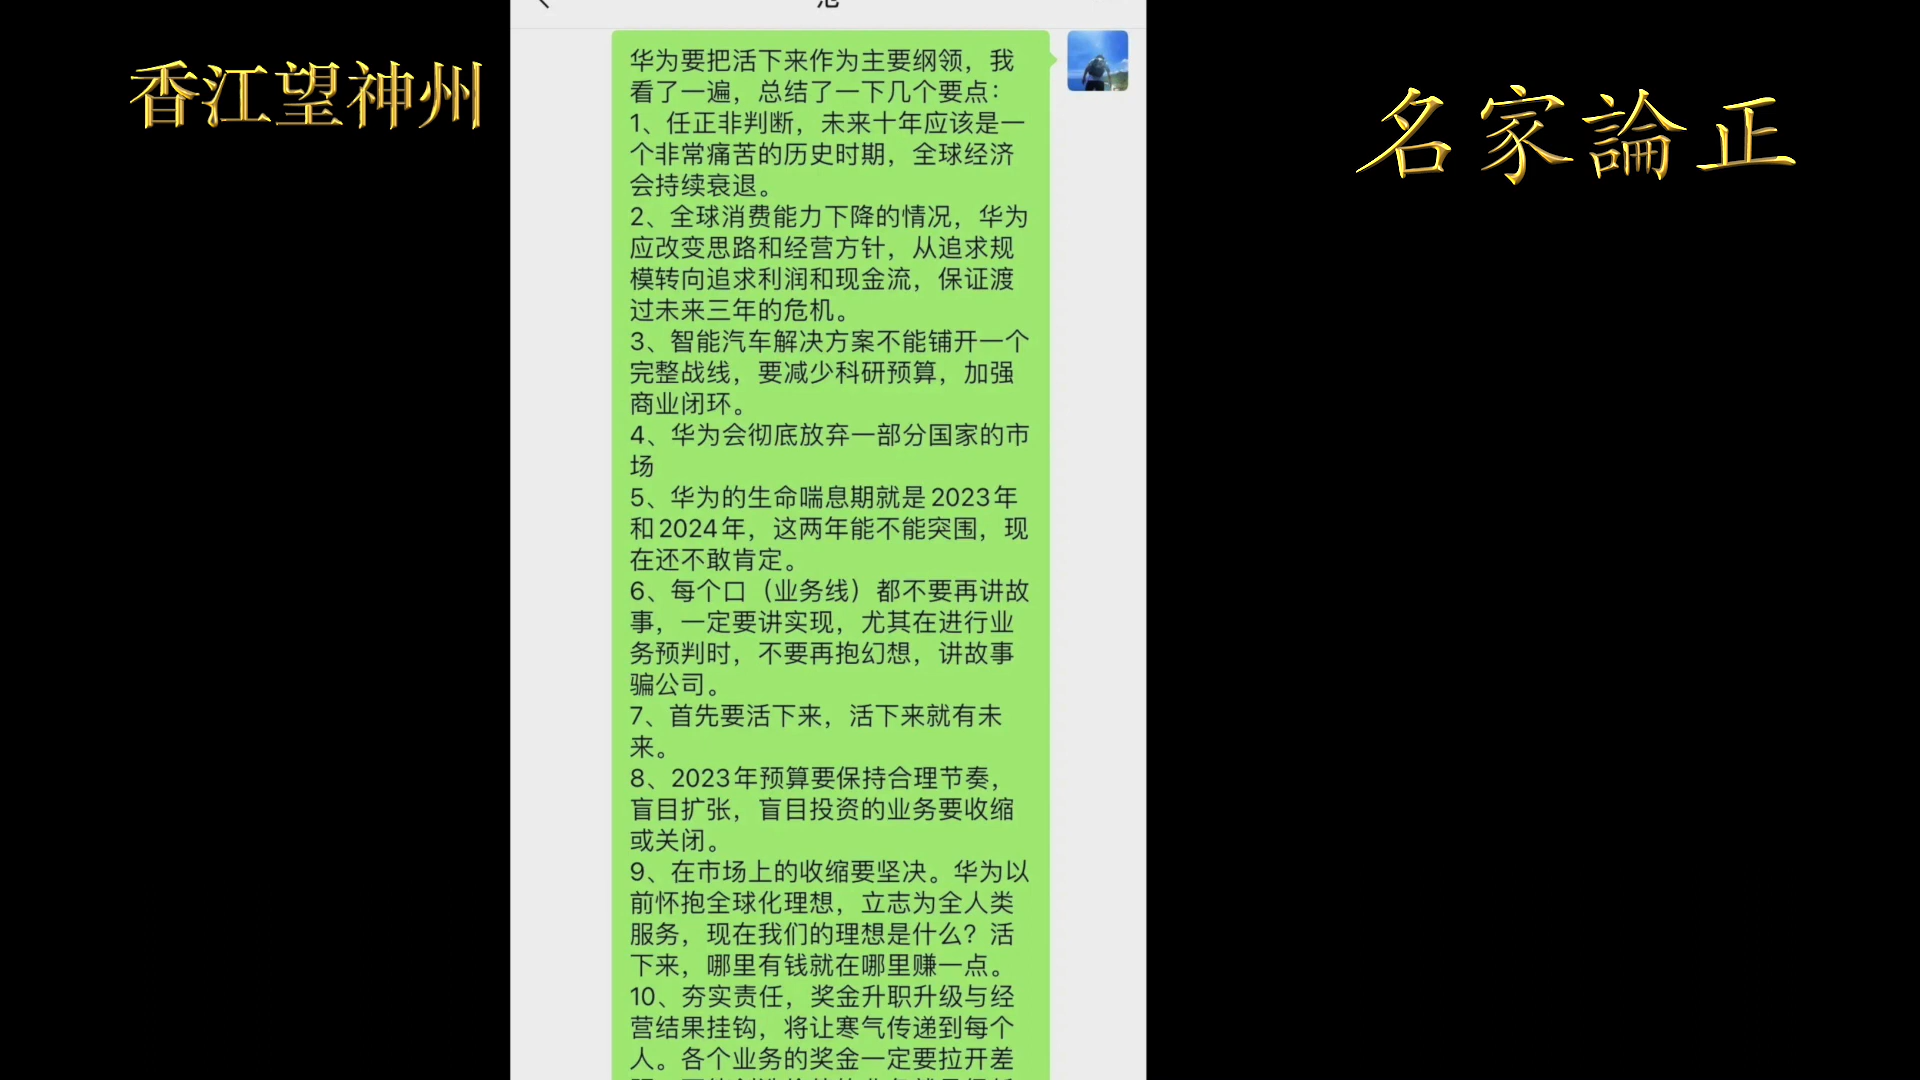 香江望神州
名家論正
华为要把活下来作为主要纲领，我
看了一遍，总结了一下几个要点：
1、任正非判断，未来十年应该是一
个非常痛苦的历史时期，全球经济
会持续衰退。
2、全球消费能力下降的情况，华为
应改变思路和经营方针，从追求规
模转向追求利润和现金流，保证渡
过未来三年的危机。
3、智能汽车解决方案不能铺开一个
完整战线，要减少科研预算，加强
商业闭环。
4、华为会彻底放弃一部分国家的市
场
5、华为的生命喘息期就是2023年
和2024年，这两年能不能突围，现
在还不敢肯定。
6、每个口（业务线）都不要再讲故
事，一定要讲实现，尤其在进行业
务预判时，不要再抱幻想，讲故事
骗公司。
7、首先要活下来，活下来就有未
来。
8、2023年预算要保持合理节奏，
盲目扩张，盲目投资的业务要收缩
或关闭。
9、在市场上的收缩要坚决。华为以
前怀抱全球化理想，立志为全人类
服务，现在我们的理想是什么？活
下来，哪里有钱就在哪里赚一点。
10、夯实责任，奖金升职升级与经
营结果挂钩，将让寒气传递到每个
人。各个业务的奖金一定要拉开差